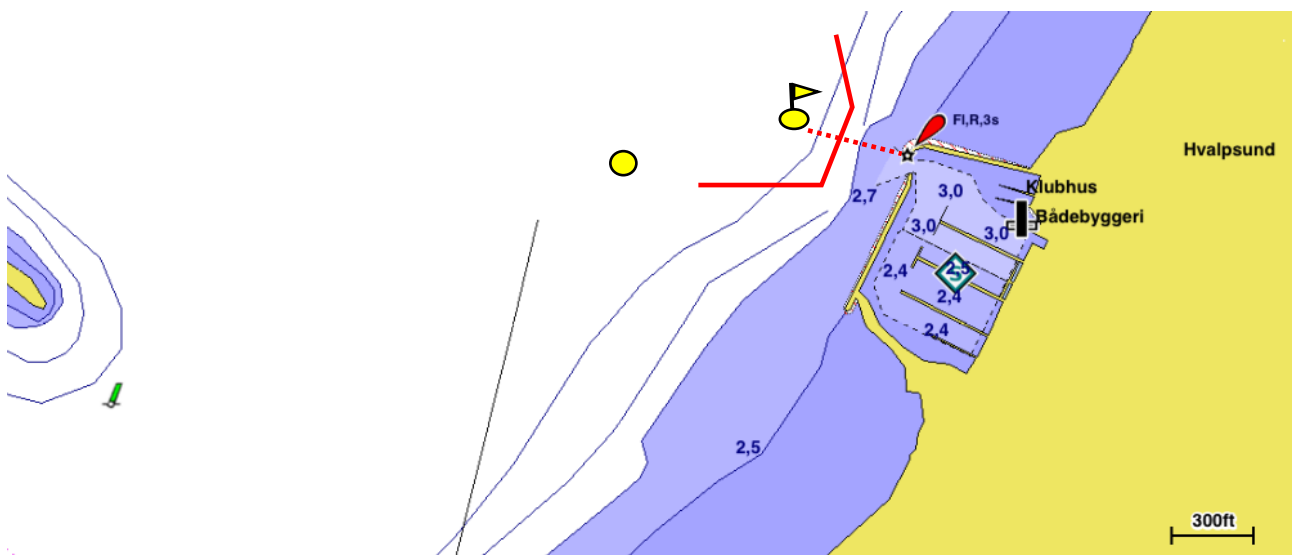 Fl,R,3s
Hvalpsund
Klubhus
2,7
3,0
Bådebyggeri
3,0
3,0
2,4
2,5
S
2,4
2,4
2,5
300ft